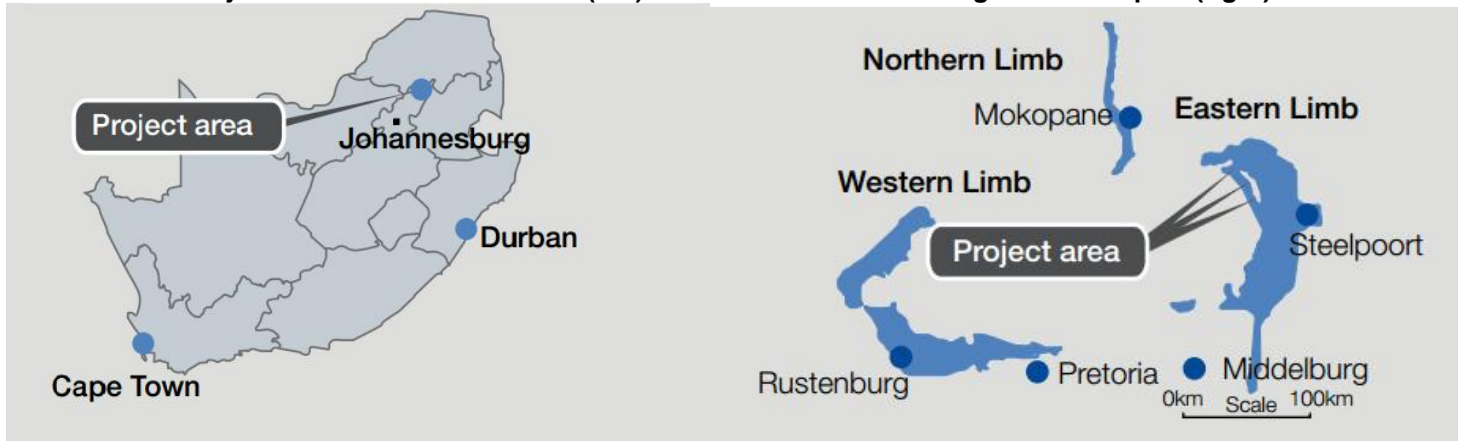 Project area
Johannesburg
Durban
Cape Town
Northern Limb
Mokopane
Eastern Limb
Western Limb
Project area
Steelpoort
Rustenburg
Pretoria
Middelburg
0km Scale 100km